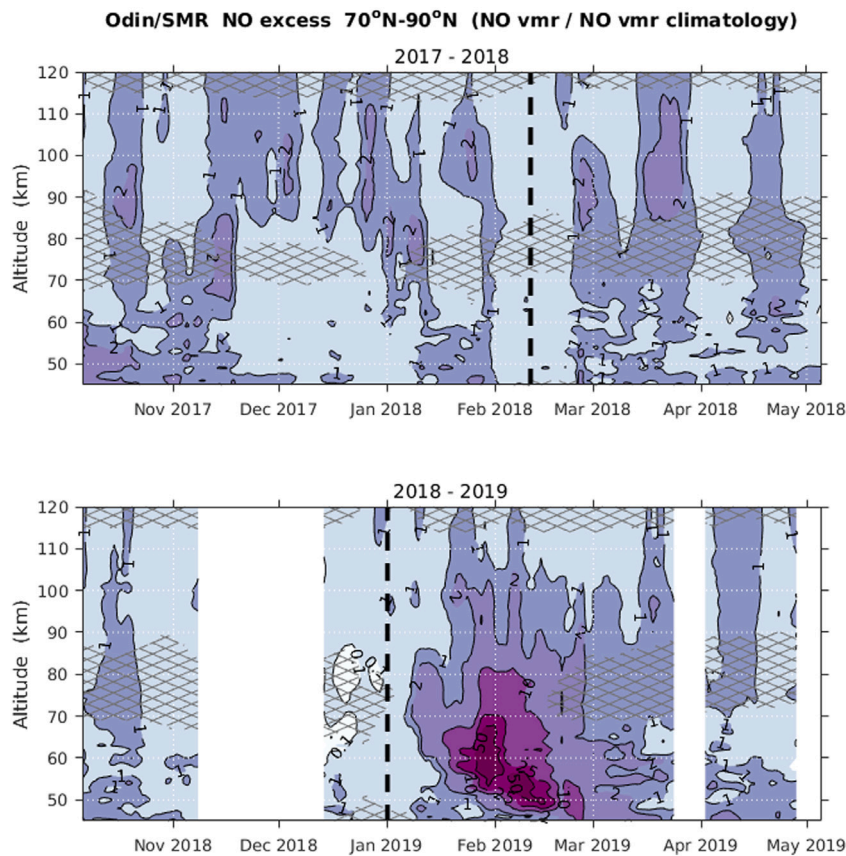 Odin/SMR NO excess 70°N-90°N (NO vmr / NO vmr climatology)
2017 - 2018
120
110
100
90
80
70
60
50
Altitude (km)
Nov 2017 Dec 2017 Jan 2018 Feb 2018 Mar 2018 Apr 2018 May 2018
2018 - 2019
120
110
100
90
80
70
60
50
Altitude (km)
Nov 2018 Dec 2018 Jan 2019 Feb 2019 Mar 2019 Apr 2019 May 2019